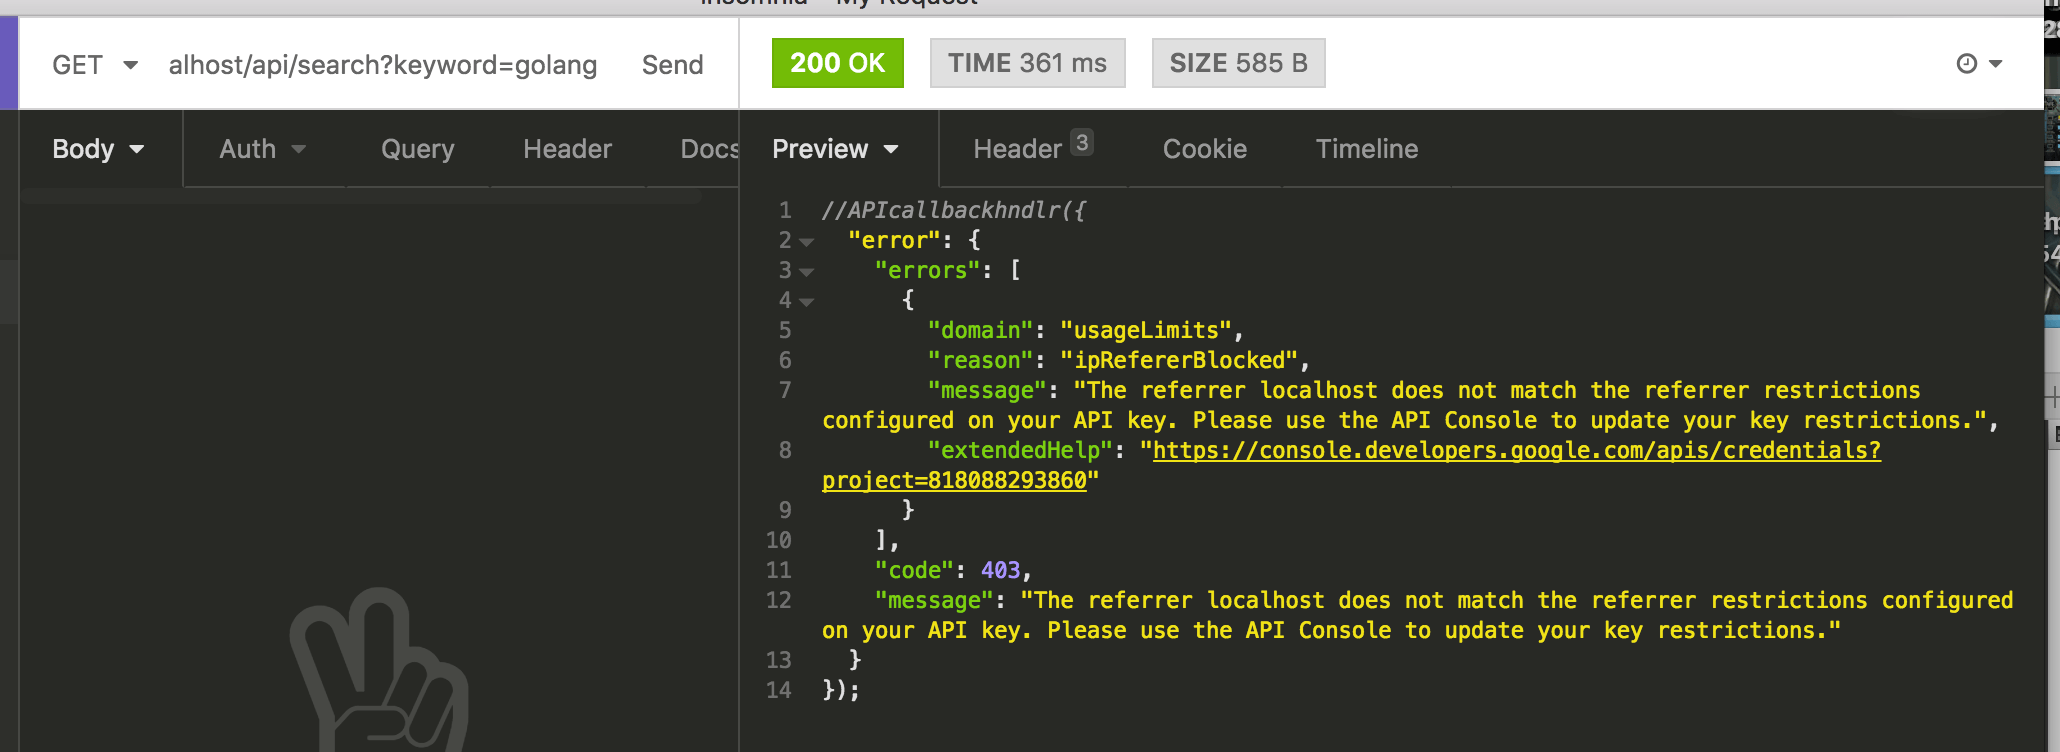 GET alhost/api/search?keyword=golang Send 200 OK TIME 361 ms SIZE 585 B
Body Auth Query Header Docs Preview Header 3 Cookie Timeline
1 //APIcallbackhndlr({
2 "error": {
3 "errors": [
4 {
5 "domain": "usageLimits",
6 "reason": "ipRefererBlocked",
7 "message": "The referrer localhost does not match the referrer restrictions
configured on your API key. Please use the API Console to update your key restrictions.",
8 "extendedHelp": "https://console.developers.google.com/apis/credentials?
project=818088293860"
9 }
10 ],
11 "code": 403,
12 "message": "The referrer localhost does not match the referrer restrictions configured
on your API key. Please use the API Console to update your key restrictions."
13 }
14 });